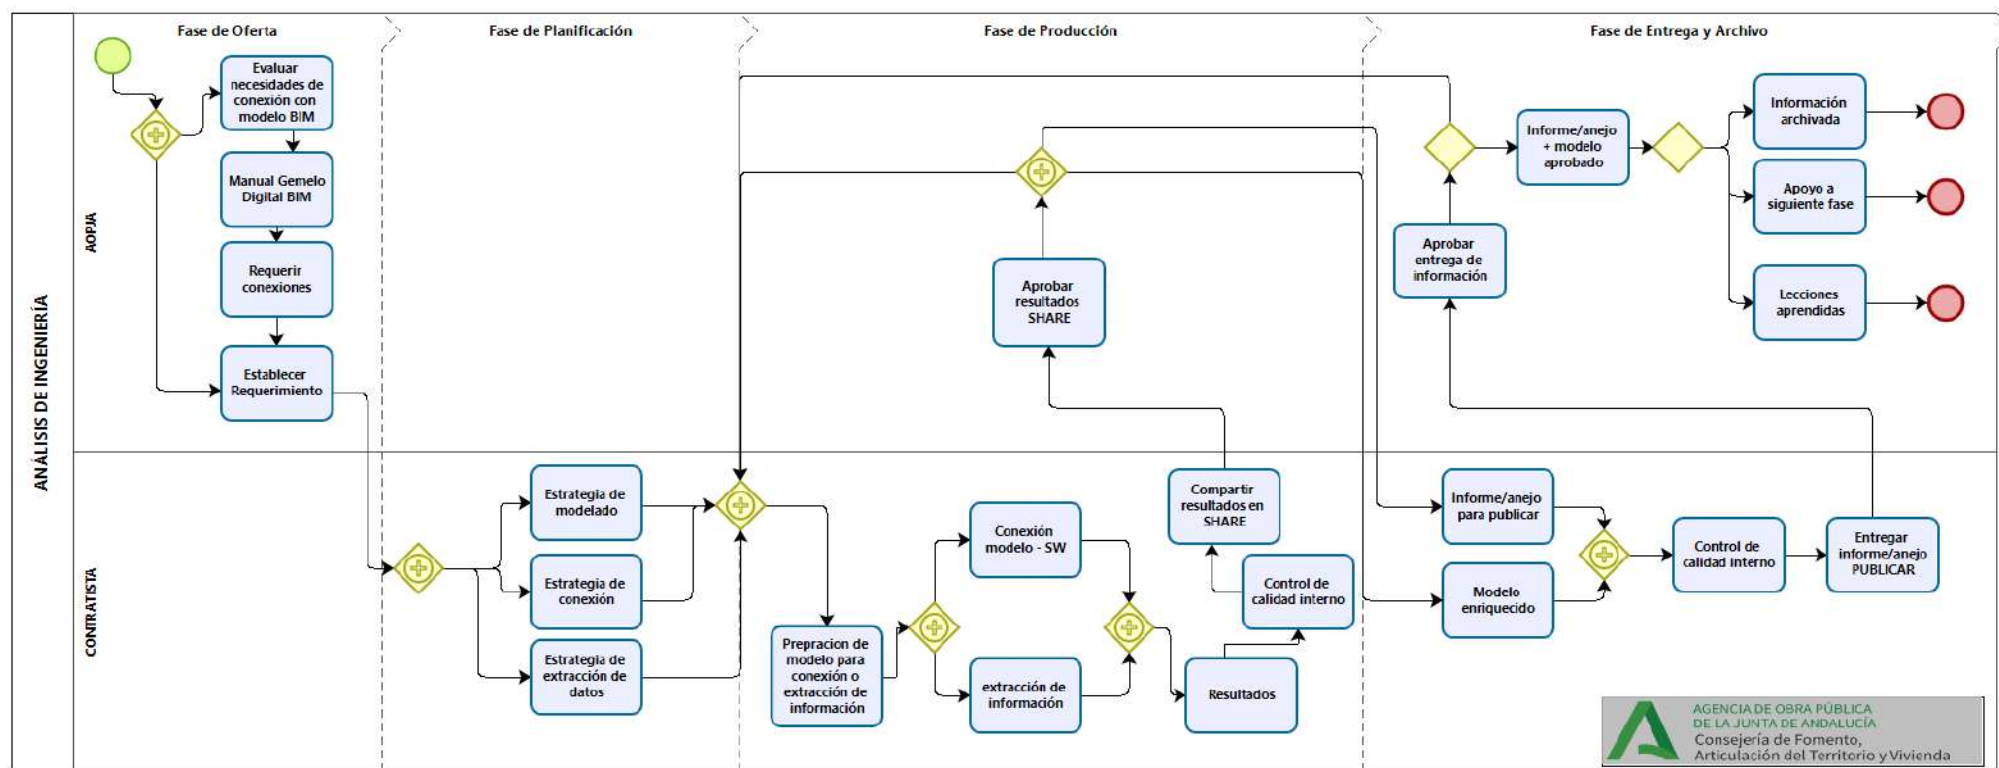 Fase de Oferta
Fase de Planificación
Fase de Producción
Fase de Entrega y Archivo
ANÁLISIS DE INGENIERÍA
AOPJA
Evaluar
necesidades de
conexión con
modelo BIM
Manual Gemelo
Digital BIM
Requerir
conexiones
Establecer
Requerimiento
Aprobar
resultados
SHARE
Aprobar
entrega de
información
Informe/anejo
+ modelo
aprobado
Información
archivada
Apoyo a
siguiente fase
Lecciones
aprendidas
CONTRATISTA
Estrategia de
modelado
Estrategia de
conexión
Estrategia de
extracción de
datos
Prepracion de
modelo para
conexión o
extracción de
información
Conexión
modelo - SW
extracción de
información
Compartir
resultados en
SHARE
Control de
calidad interno
Resultados
Informe/anejo
para publicar
Modelo
enriquecido
Control de
calidad interno
Entregar
informe/anejo
PUBLICAR
AGENCIA DE OBRA PÚBLICA
DE LA JUNTA DE ANDALUCÍA
Consejería de Fomento,
Articulación del Territorio y Vivienda